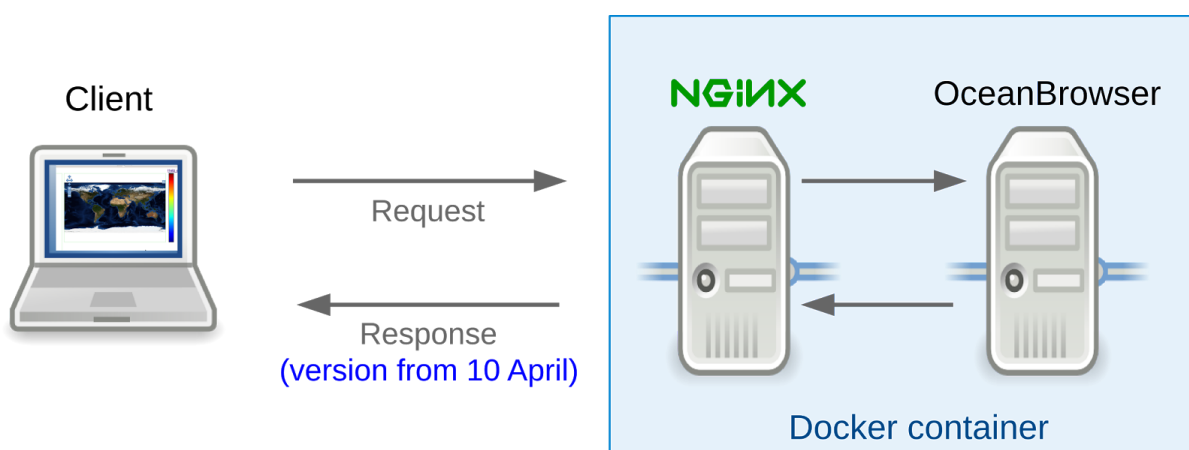 Client
NGINX
OceanBrowser
Request
Response
(version from 10 April)
Docker container